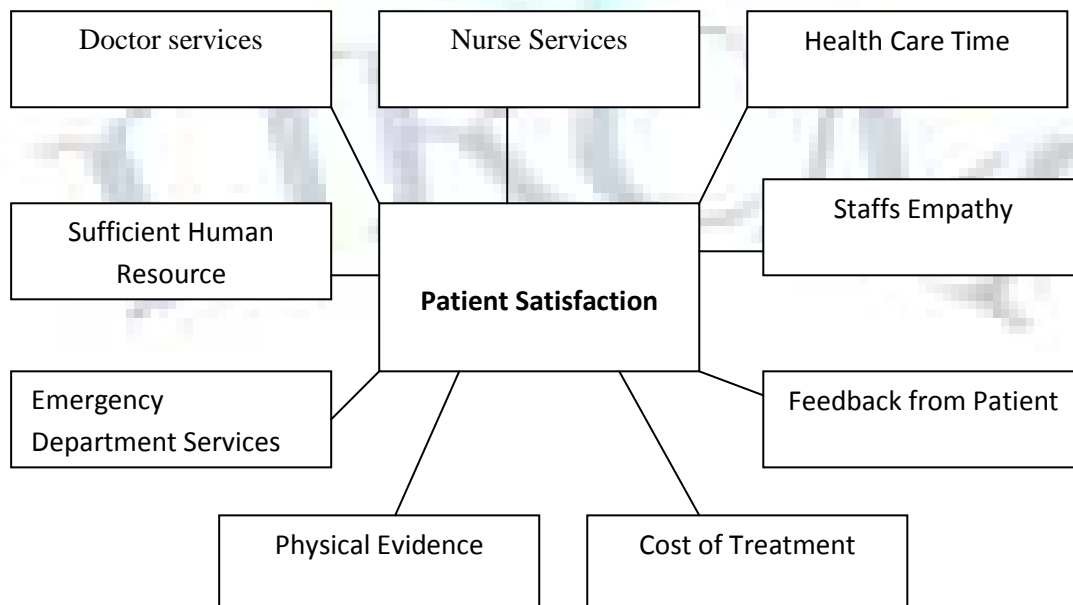 Doctor services
Nurse Services
Health Care Time
Sufficient Human
Resource
Staffs Empathy
Patient Satisfaction
Emergency
Department Services
Feedback from Patient
Physical Evidence
Cost of Treatment